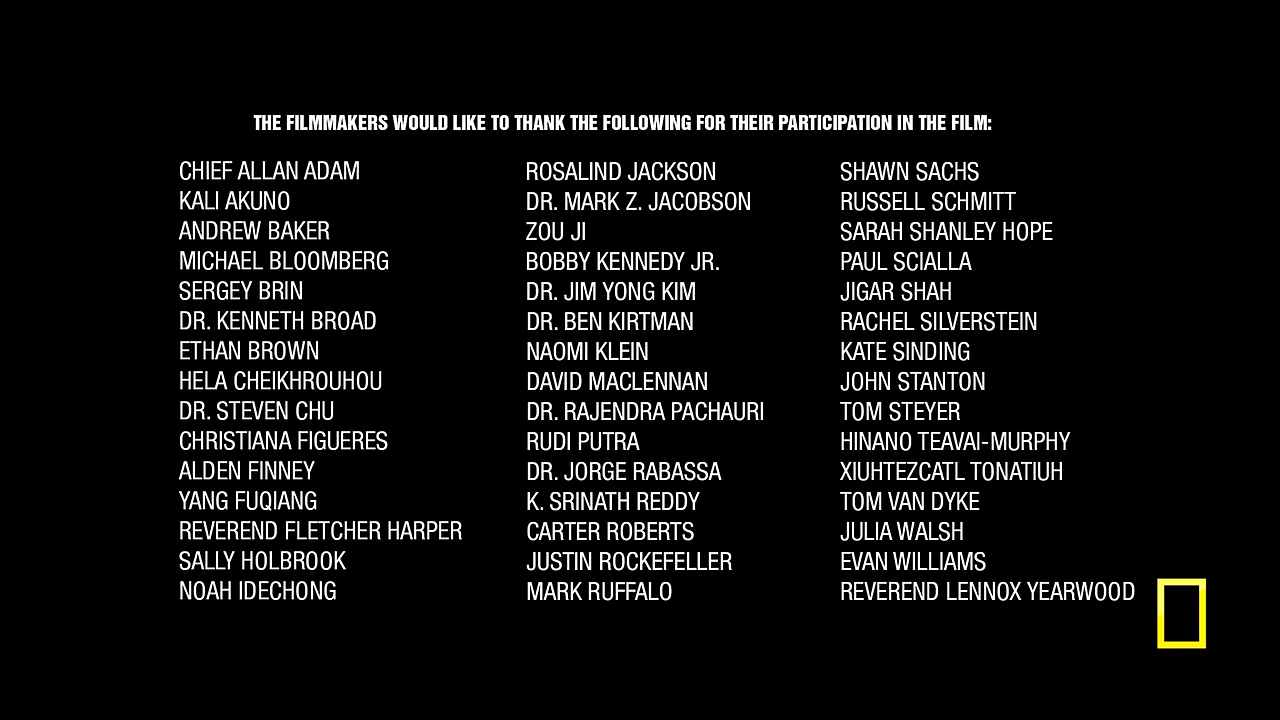 THE FILMMAKERS WOULD LIKE TO THANK THE FOLLOWING FOR THEIR PARTICIPATION IN THE FILM:
CHIEF ALLAN ADAM
KALI AKUNO
ANDREW BAKER
MICHAEL BLOOMBERG
SERGEY BRIN
DR. KENNETH BROAD
ETHAN BROWN
HELA CHEIKHROUHOU
DR. STEVEN CHU
CHRISTIANA FIGUERES
ALDEN FINNEY
YANG FUQIANG
REVEREND FLETCHER HARPER
SALLY HOLBROOK
NOAH IDECHONG
ROSALIND JACKSON
DR. MARK Z. JACOBSON
ZOU JI
BOBBY KENNEDY JR.
DR. JIM YONG KIM
DR. BEN KIRTMAN
NAOMI KLEIN
DAVID MACLENNAN
DR. RAJENDRA PACHAURI
RUDI PUTRA
DR. JORGE RABASSA
K. SRINATH REDDY
CARTER ROBERTS
JUSTIN ROCKEFELLER
MARK RUFFALO
SHAWN SACHS
RUSSELL SCHMITT
SARAH SHANLEY HOPE
PAUL SCIALLA
JIGAR SHAH
RACHEL SILVERSTEIN
KATE SINDING
JOHN STANTON
TOM STEYER
HINANO TEAVAI-MURPHY
XIUHTEZCATL TONATIUH
TOM VAN DYKE
JULIA WALSH
EVAN WILLIAMS
REVEREND LENNOX YEARWOOD